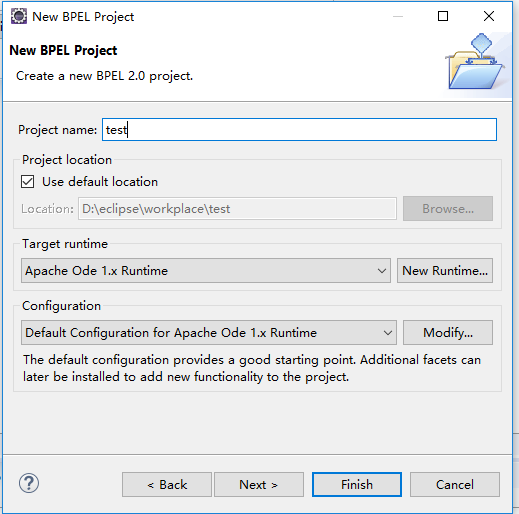 New BPEL Project
New BPEL Project
Create a new BPEL 2.0 project.
Project name: test
Project location
Use default location
Location: D:\eclipse\workplace\test Browse...
Target runtime
Apache Ode 1.x Runtime New Runtime...
Configuration
Default Configuration for Apache Ode 1.x Runtime Modify...
The default configuration provides a good starting point. Additional facets can
later be installed to add new functionality to the project.
? < Back Next > Finish Cancel